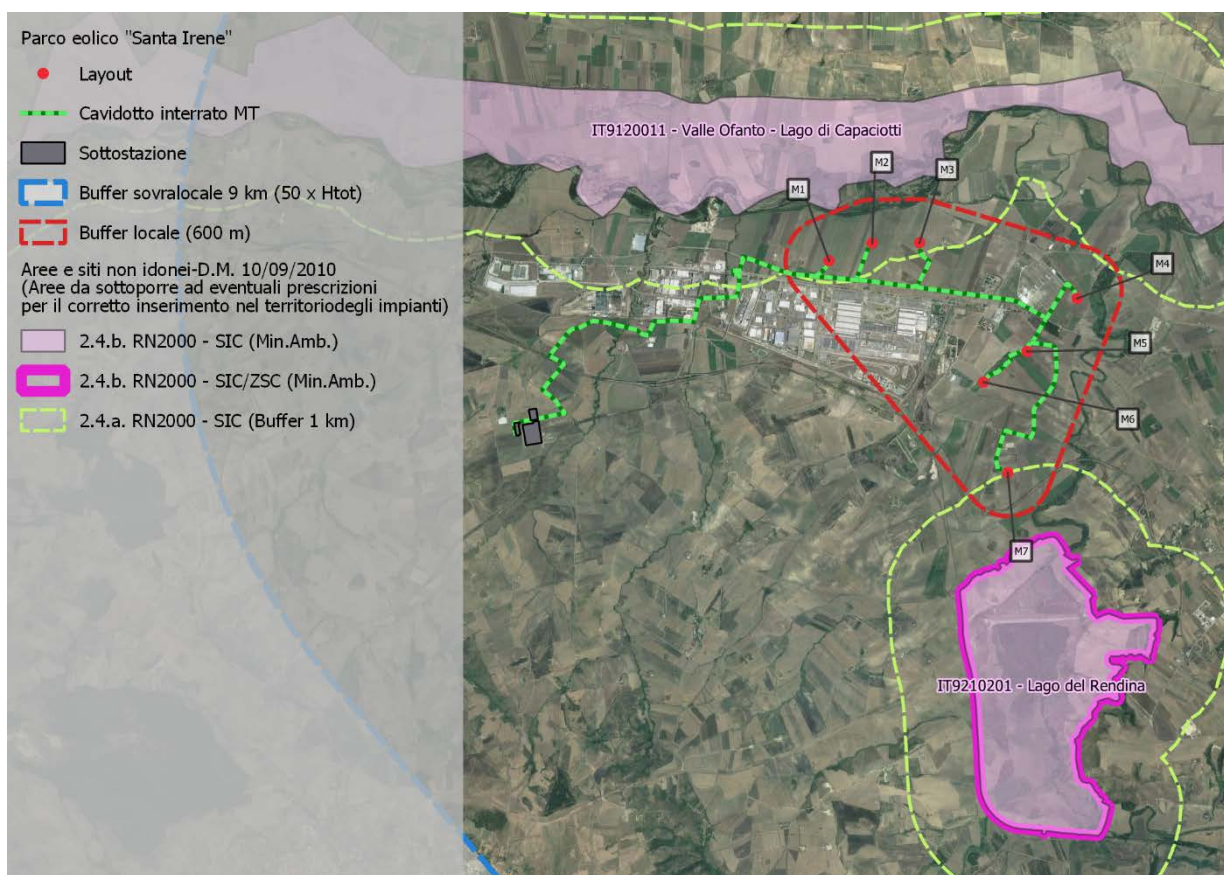 Parco eolico "Santa Irene"
Layout
Cavidotto interrato MT
Sottostazione
Buffer sovralocale 9 km (50 x Htot)
Buffer locale (600 m)
Aree e siti non idonei-D.M. 10/09/2010
(Aree da sottoporre ad eventuali prescrizioni
per il corretto inserimento nel territoriodegli impianti)
2.4.b. RN2000 - SIC (Min.Amb.)
2.4.b. RN2000 - SIC/ZSC (Min.Amb.)
2.4.a. RN2000 - SIC (Buffer 1 km)
IT9120011 - Valle Ofanto - Lago di Capaciotti
M1
M2
M3
M4
M5
M6
M7
IT9210201 - Lago del Rendina